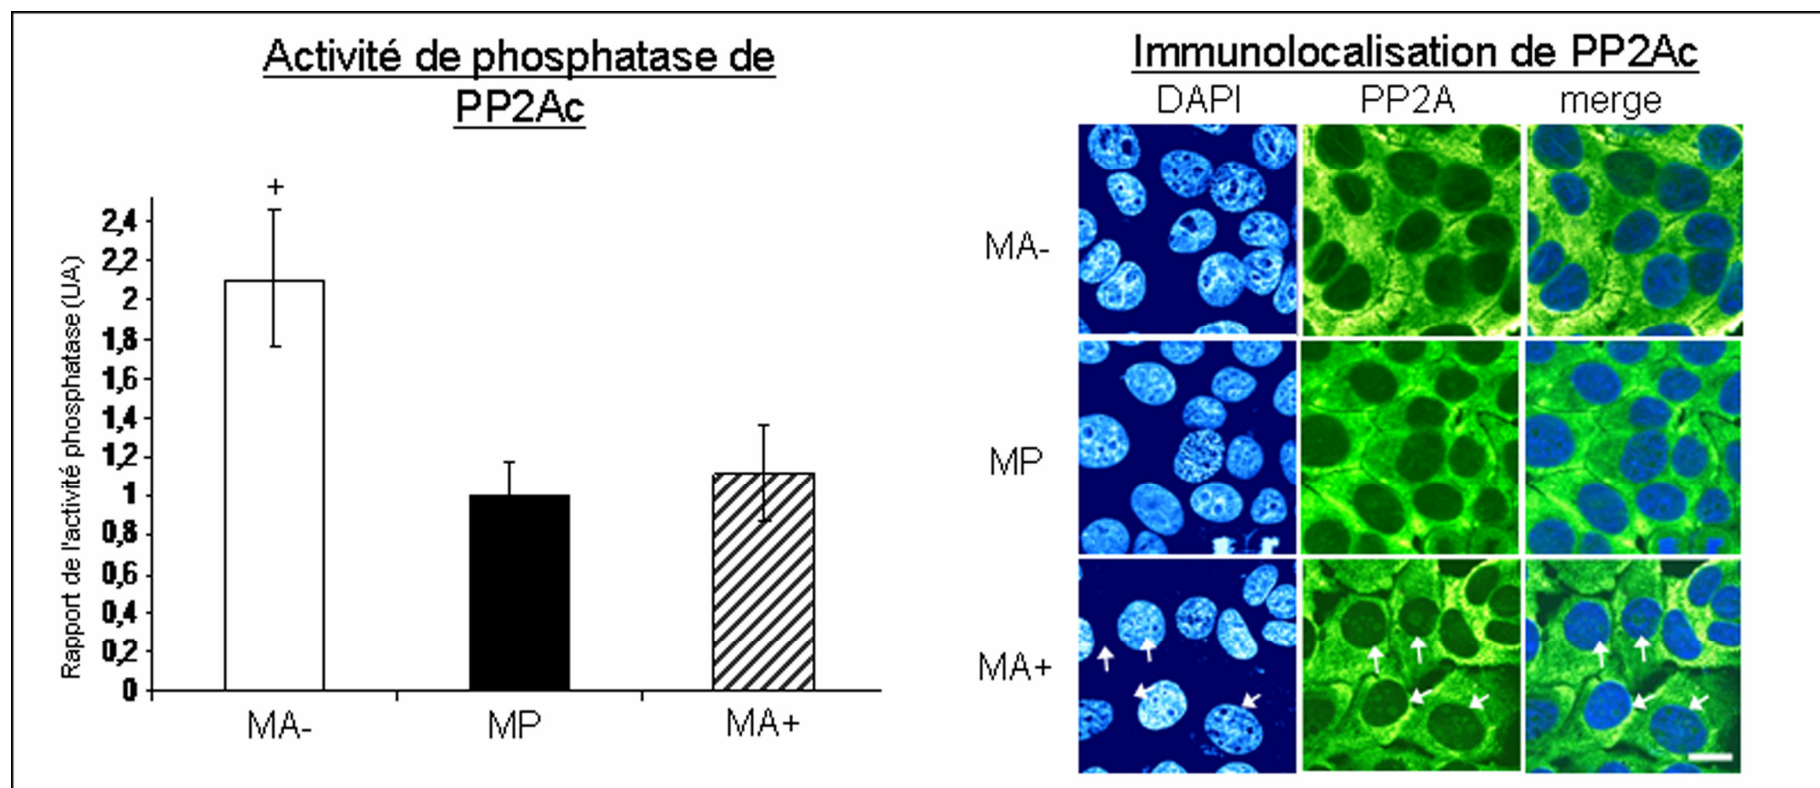 Activité de phosphatase de
PP2Ac
+
Rapport de l'activité phosphatase (UA)
2,4
2,2
2
1,8
1,6
1,4
1,2
1
0,8
0,6
0,4
0,2
0
MA-
MP
MA+
Immunolocalisation de PP2Ac
DAPI
PP2A
merge
MA-
MP
MA+